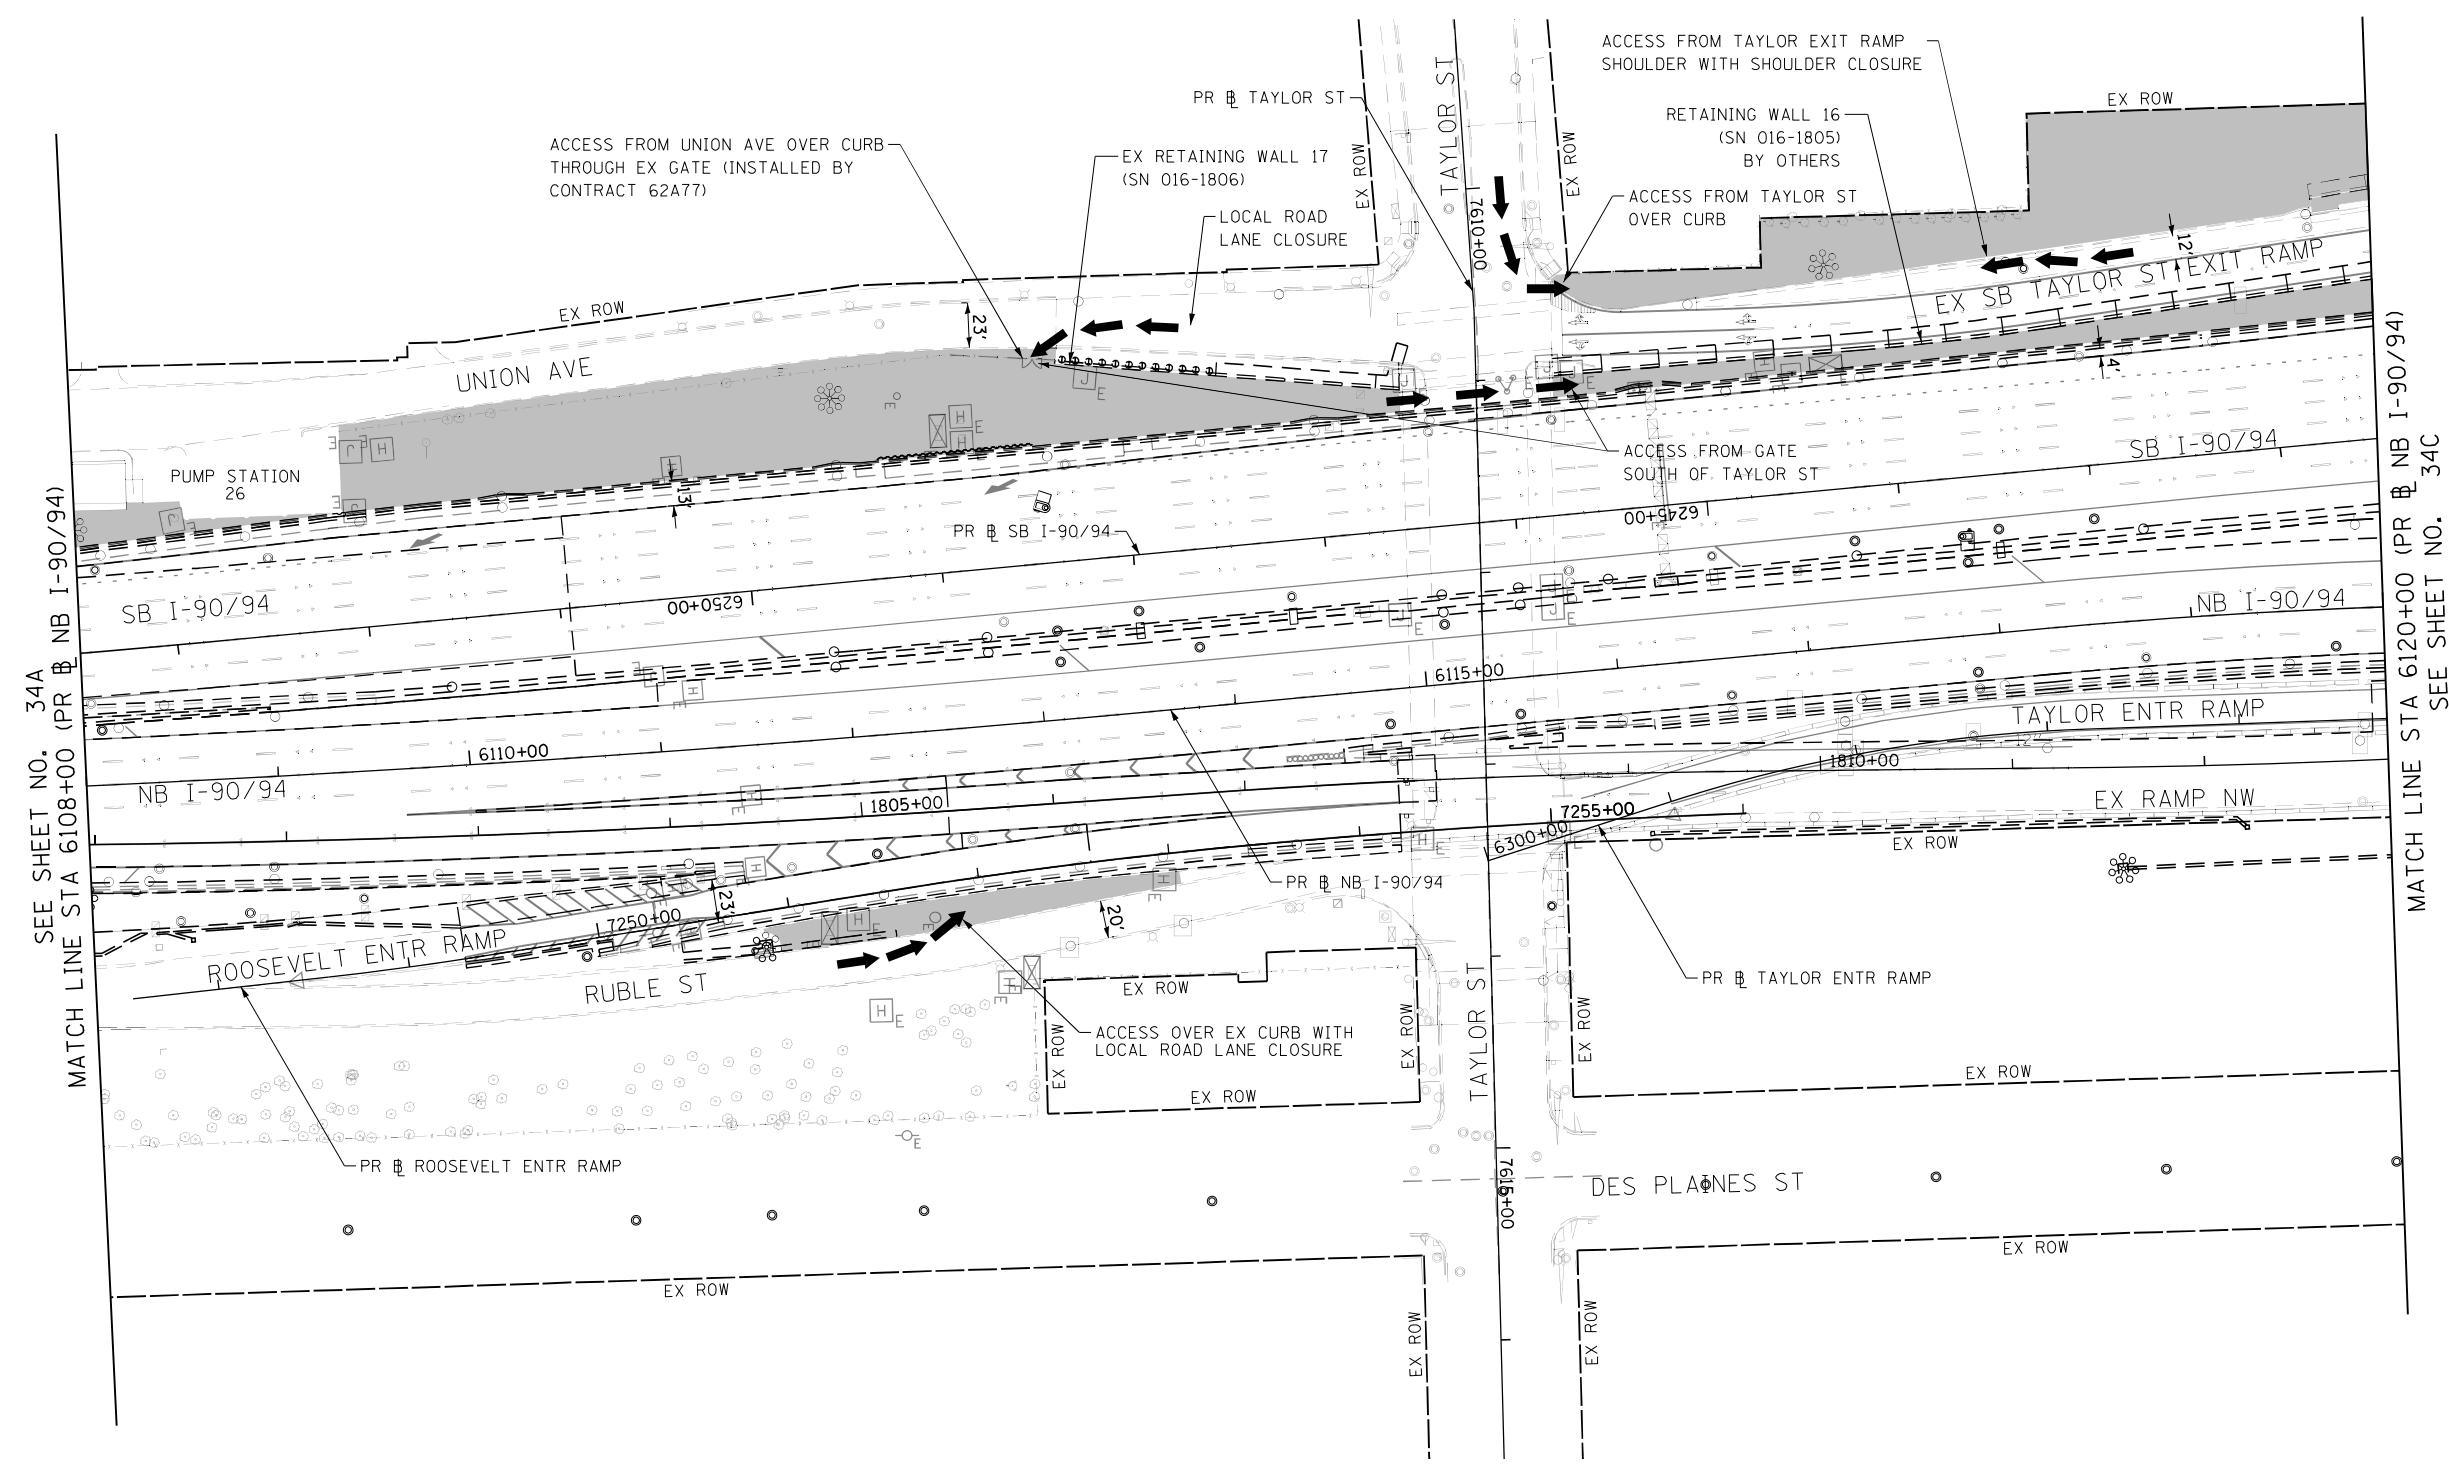 ACCESS FROM TAYLOR EXIT RAMP
SHOULDER WITH SHOULDER CLOSURE
PR BL TAYLOR ST
TAYLOR ST
EX ROW
RETAINING WALL 16
(SN 016-1805)
BY OTHERS
ACCESS FROM UNION AVE OVER CURB
THROUGH EX GATE (INSTALLED BY
CONTRACT 62A77)
EX RETAINING WALL 17
(SN 016-1806)
EX ROW
EX ROW
ACCESS FROM TAYLOR ST
OVER CURB
LOCAL ROAD
LANE CLOSURE
7610+00
12'
EX SB TAYLOR ST EXIT RAMP
EX ROW
23'
UNION AVE
4'
J
E
J
J
J
E
E
H
E
H
E
H
E
E
J
H
E
PUMP STATION
26
J
E
J
E
H
13'
ACCESS FROM GATE
SOUTH OF TAYLOR ST
SB I-90/94
6245+00
PR BL SB I-90/94
SB I-90/94
6250+00
NB I-90/94
J
E
J
E
H
E
6115+00
TAYLOR ENTR RAMP
12'
6110+00
1810+00
NB I-90/94
H
E
1805+00
7255+00
6300+00
EX RAMP NW
EX ROW
H
E
H
PR BL NB I-90/94
H
E
23'
7250+00
H
E
20'
ROOSEVELT ENTR RAMP
RUBLE ST
EX ROW
H
E
H
E
TAYLOR ST
PR BL TAYLOR ENTR RAMP
ACCESS OVER EX CURB WITH
LOCAL ROAD LANE CLOSURE
EX ROW
EX ROW
EX ROW
EX ROW
EX ROW
E
PR BL ROOSEVELT ENTR RAMP
7615+00
DES PLAINES ST
EX ROW
EX ROW
EX ROW
EX ROW
SEE SHEET NO. 34A
MATCH LINE STA 6108+00 (PR BL NB I-90/94)
MATCH LINE STA 6120+00 (PR BL NB I-90/94)
SEE SHEET NO. 34C